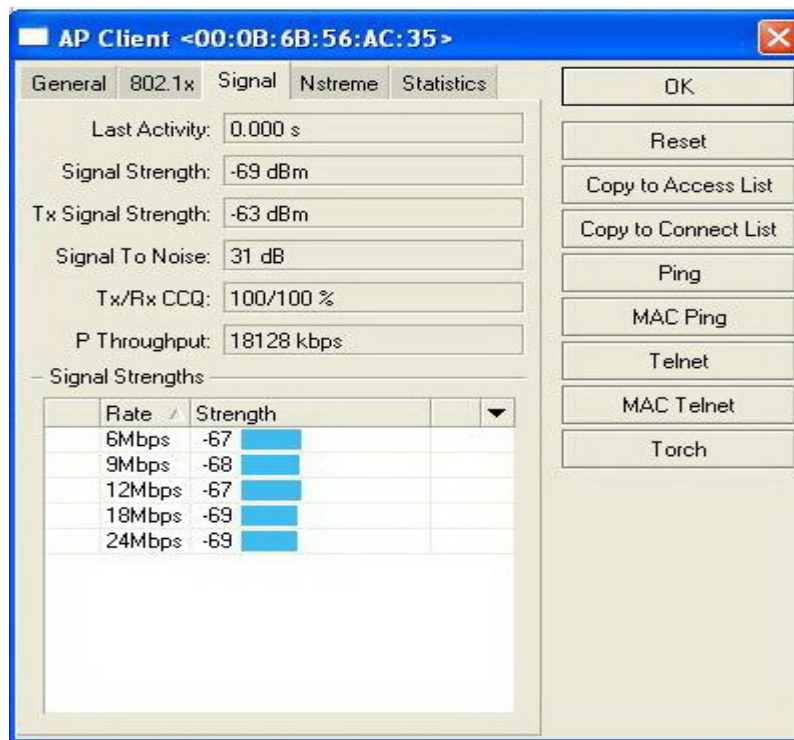 AP Client <00:0B:6B:56:AC:35>
General 802.1x Signal Nstreme Statistics
Last Activity: 0.000 s
Signal Strength: -69 dBm
Tx Signal Strength: -63 dBm
Signal To Noise: 31 dB
Tx/Rx CCQ: 100/100 %
P Throughput: 18128 kbps
Signal Strengths
Rate Strength
6Mbps -67
9Mbps -68
12Mbps -67
18Mbps -69
24Mbps -69
OK
Reset
Copy to Access List
Copy to Connect List
Ping
MAC Ping
Telnet
MAC Telnet
Torch